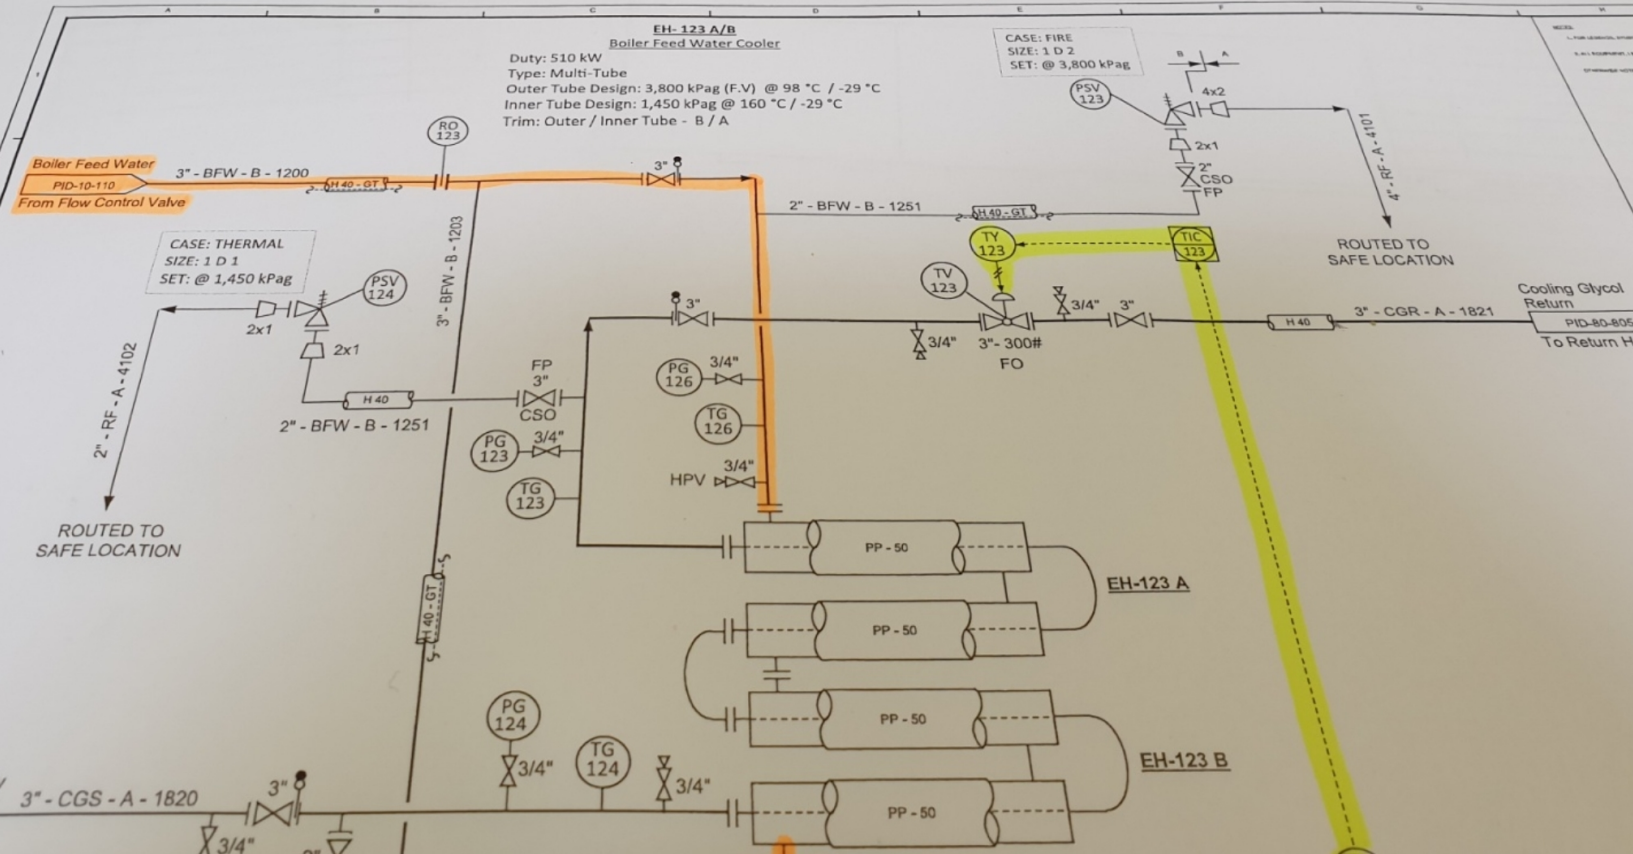 A
B
C
D
E
F
G
H
EH- 123 A/B
Boiler Feed Water Cooler
Duty: 510 kW
Type: Multi-Tube
Outer Tube Design: 3,800 kPag (F.V) @ 98 °C / -29 °C
Inner Tube Design: 1,450 kPag @ 160 °C / -29 °C
Trim: Outer / Inner Tube - B / A
CASE: FIRE
SIZE: 1 D 2
SET: @ 3,800 kPag
B
A
PSV
123
4x2
2x1
2"
CSO
FP
4" - RF - A - 4101
ROUTED TO
SAFE LOCATION
RO
123
Boiler Feed Water
PID-10-110
From Flow Control Valve
3" - BFW - B - 1200
H 40 - GT
3"
2" - BFW - B - 1251
H 40 - GT
CASE: THERMAL
SIZE: 1 D 1
SET: @ 1,450 kPag
PSV
124
2x1
2x1
2" - RF - A - 4102
ROUTED TO
SAFE LOCATION
H 40
2" - BFW - B - 1251
3" - BFW - B - 1203
H 40 - GT
FP
3"
CSO
PG
123
3/4"
TG
123
3"
PG
126
3/4"
TG
126
HPV
3/4"
TY
123
TIC
123
TV
123
3/4"
3"- 300#
FO
3/4"
3"
H 40
3" - CGR - A - 1821
Cooling Glycol
Return
PID-80-805
To Return H
PP - 50
EH-123 A
PP - 50
PP - 50
EH-123 B
PP - 50
PG
124
3/4"
TG
124
3/4"
3" - CGS - A - 1820
3"
3/4"